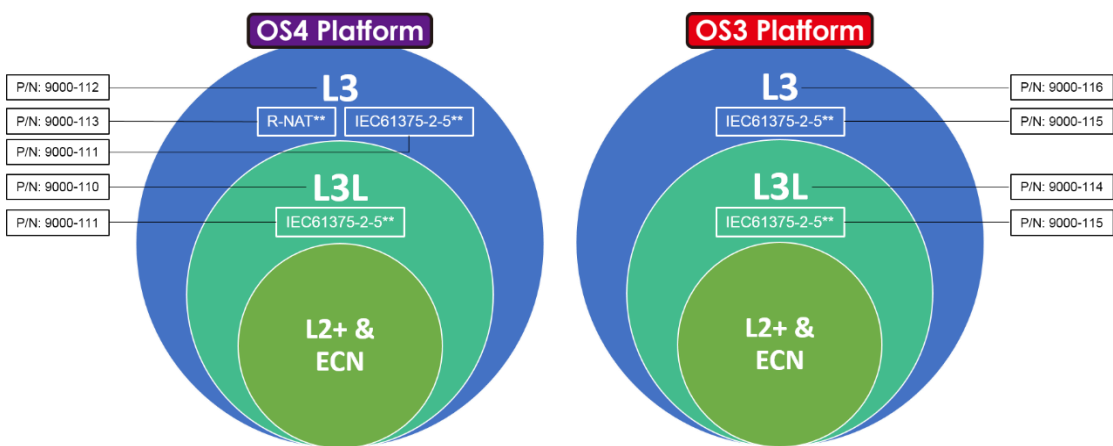 OS4 Platform
P/N: 9000-112
L3
P/N: 9000-113
R-NAT**
IEC61375-2-5**
P/N: 9000-111
P/N: 9000-110
L3L
P/N: 9000-111
IEC61375-2-5**
L2+ &
ECN
OS3 Platform
L3
P/N: 9000-116
IEC61375-2-5**
P/N: 9000-115
L3L
P/N: 9000-114
IEC61375-2-5**
P/N: 9000-115
L2+ &
ECN